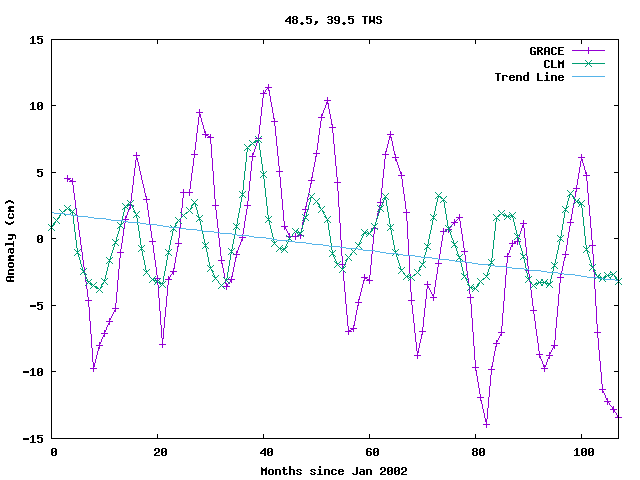 48.5, 39.5 TWS
GRACE
CLM
Trend Line
15
10
5
0
-5
-10
-15
Anomaly (cm)
0 20 40 60 80 100
Months since Jan 2002